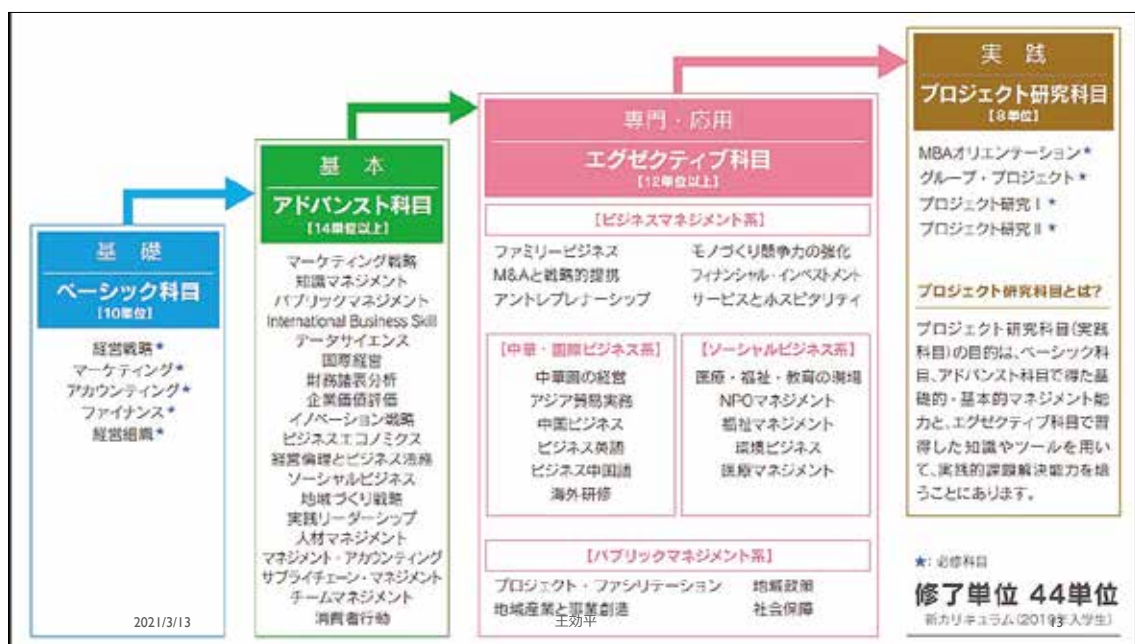 基 礎
ベーシック科目
[10単位]
経営戦略★
マーケティング★
アカウンティング★
ファイナンス★
経営組織★
基 本
アドバンスト科目
[14単位以上]
マーケティング戦略
知識マネジメント
パブリックマネジメント
International Business Skill
データサイエンス
国際経営
財務諸表分析
企業価値評価
イノベーション戦略
ビジネスエコノミクス
経営倫理とビジネス法務
ソーシャルビジネス
地域づくり戦略
実践リーダーシップ
人材マネジメント
マネジメント・アカウンティング
サプライチェーン・マネジメント
チームマネジメント
消費者行動
専門・応用
エグゼクティブ科目
[12単位以上]
[ビジネスマネジメント系]
ファミリービジネス
M&Aと戦略的提携
アントレプレナーシップ
モノづくり競争力の強化
フィナンシャル・インベストメント
サービスとホスピタリティ
[中華・国際ビジネス系]
中華圏の経営
アジア貿易実務
中国ビジネス
ビジネス英語
ビジネス中国語
海外研修
[ソーシャルビジネス系]
医療・福祉・教育の現場
NPOマネジメント
福祉マネジメント
環境ビジネス
医療マネジメント
[パブリックマネジメント系]
プロジェクト・ファシリテーション
地域産業と事業創造
地域政策
社会保障
実 践
プロジェクト研究科目
[8単位]
MBAオリエンテーション★
グループ・プロジェクト★
プロジェクト研究Ⅰ★
プロジェクト研究Ⅱ★
プロジェクト研究科目とは?
プロジェクト研究科目(実践
科目)の目的は、ベーシック科
目、アドバンスト科目で得た基
礎的・基本的マネジメント能
力と、エグゼクティブ科目で習
得した知識やツールを用い
て、実践的課題解決能力を培
うことにあります。
★: 必修科目
修了単位 44単位
新カリキュラム(2019年入学生)
2021/3/13
王効平
13